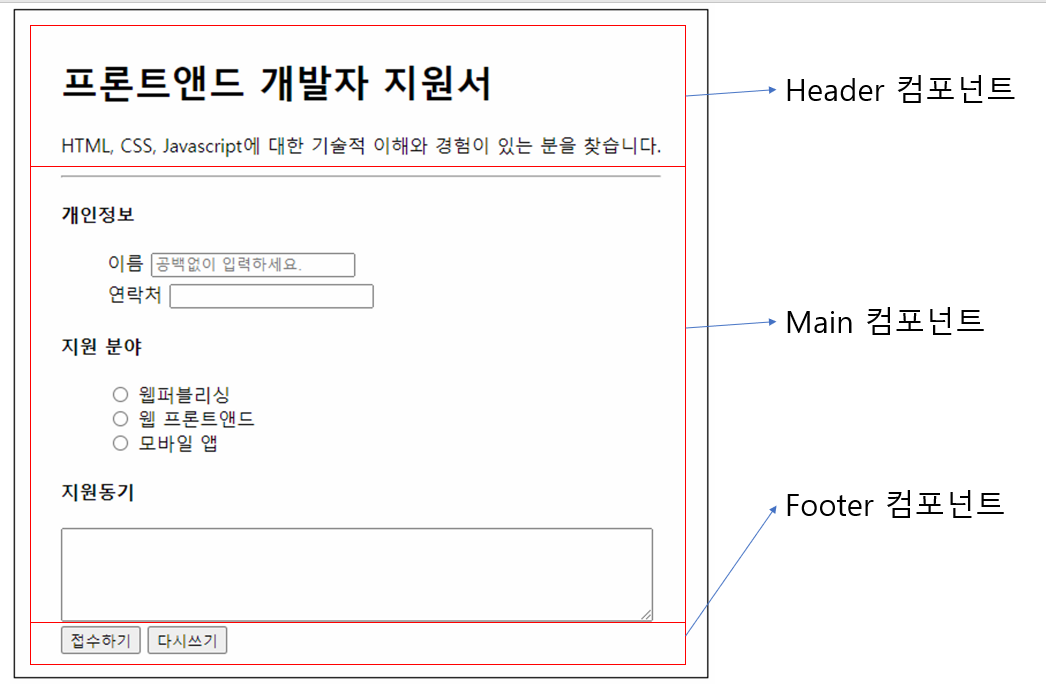 프론트앤드 개발자 지원서
Header 컴포넌트
HTML, CSS, Javascript에 대한 기술적 이해와 경험이 있는 분을 찾습니다.
개인정보
이름 공백없이 입력하세요.
연락처
Main 컴포넌트
지원 분야
웹퍼블리싱
웹 프론트앤드
모바일 앱
지원동기
Footer 컴포넌트
접수하기 다시쓰기